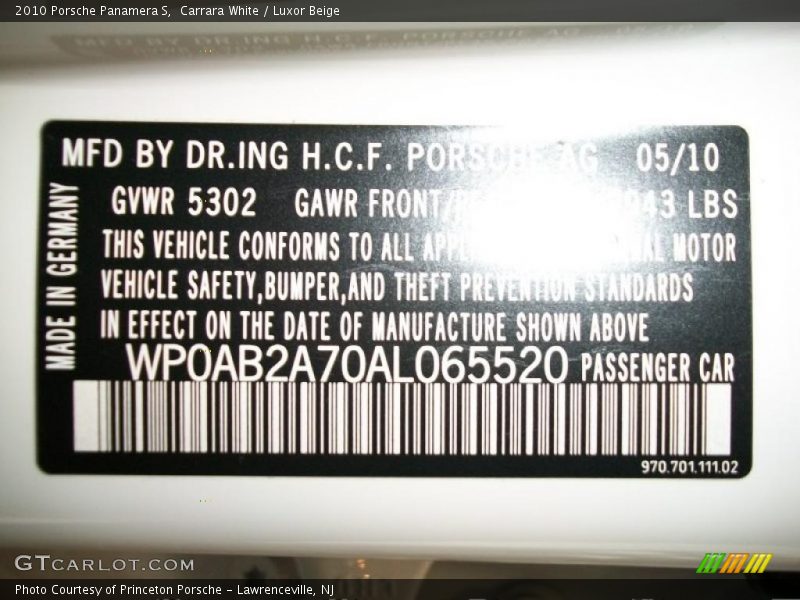 2010 Porsche Panamera S,  Carrara White / Luxor Beige
MFD BY DR.ING H.C.F. PORSCHE AG 05/10
GVWR 5302 GAWR FRONT/ LBS
THIS VEHICLE CONFORMS TO ALL MOTOR
VEHICLE SAFETY,BUMPER,AND THEFT PREVENTION STANDARDS
IN EFFECT ON THE DATE OF MANUFACTURE SHOWN ABOVE
WP0AB2A70AL065520 PASSENGER CAR
970.701.111.02
MADE IN GERMANY
GTCARLOT.COM
Photo Courtesy of Princeton Porsche – Lawrenceville, NJ